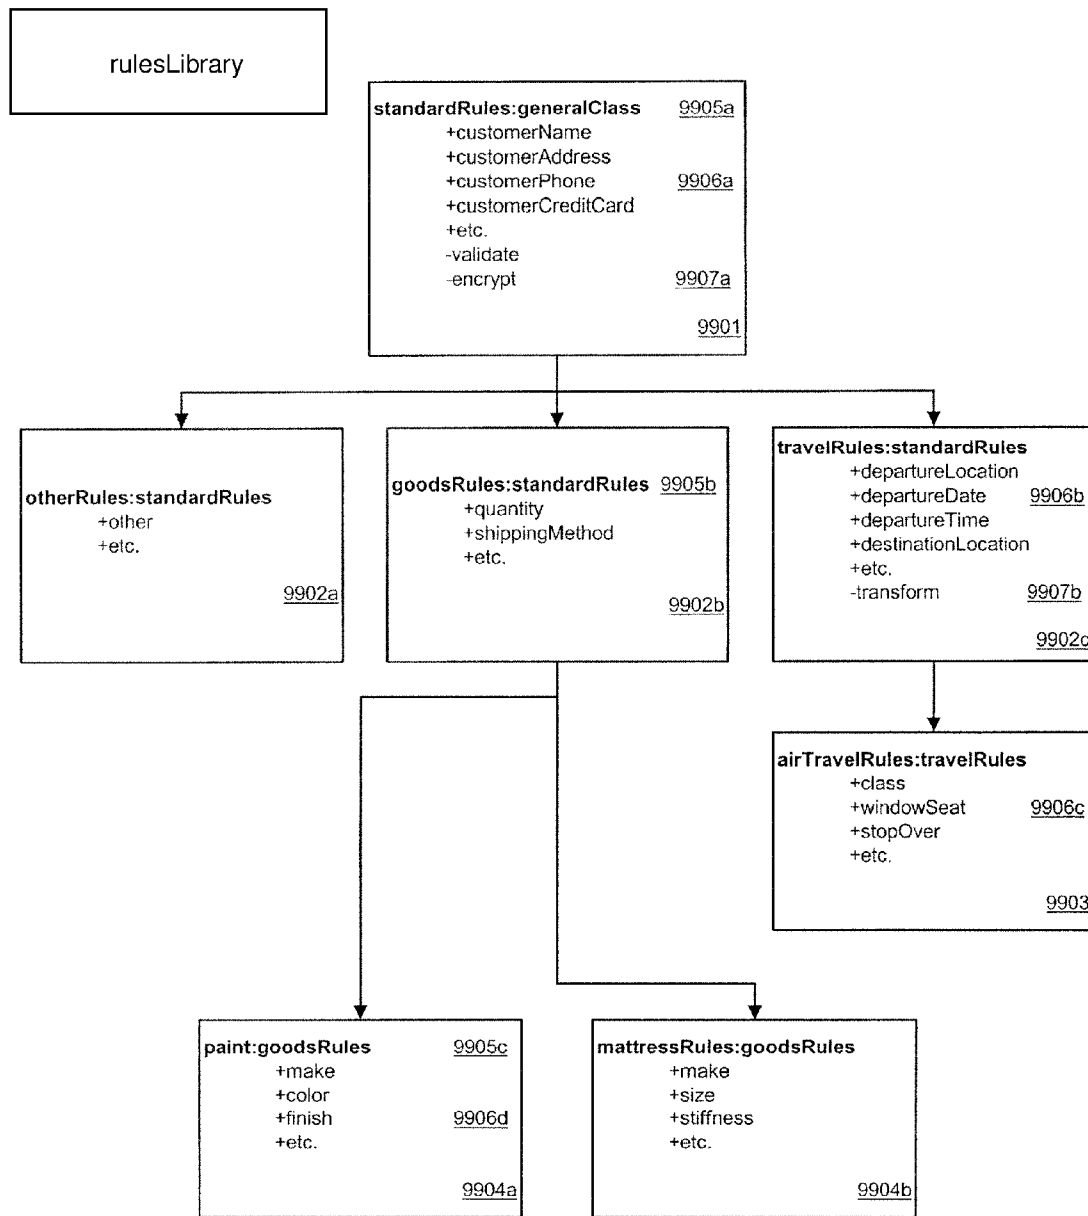 rulesLibrary
standardRules:generalClass 9905a
+customerName
+customerAddress
+customerPhone 9906a
+customerCreditCard
+etc.
-validate
-encrypt 9907a
9901
otherRules:standardRules
+other
+etc.
9902a
goodsRules:standardRules 9905b
+quantity
+shippingMethod
+etc.
9902b
travelRules:standardRules
+departureLocation
+departureDate 9906b
+departureTime
+destinationLocation
+etc.
-transform 9907b
9902c
airTravelRules:travelRules
+class
+windowSeat 9906c
+stopOver
+etc.
9903
paint:goodsRules 9905c
+make
+color
+finish 9906d
+etc.
9904a
mattressRules:goodsRules
+make
+size
+stiffness
+etc.
9904b